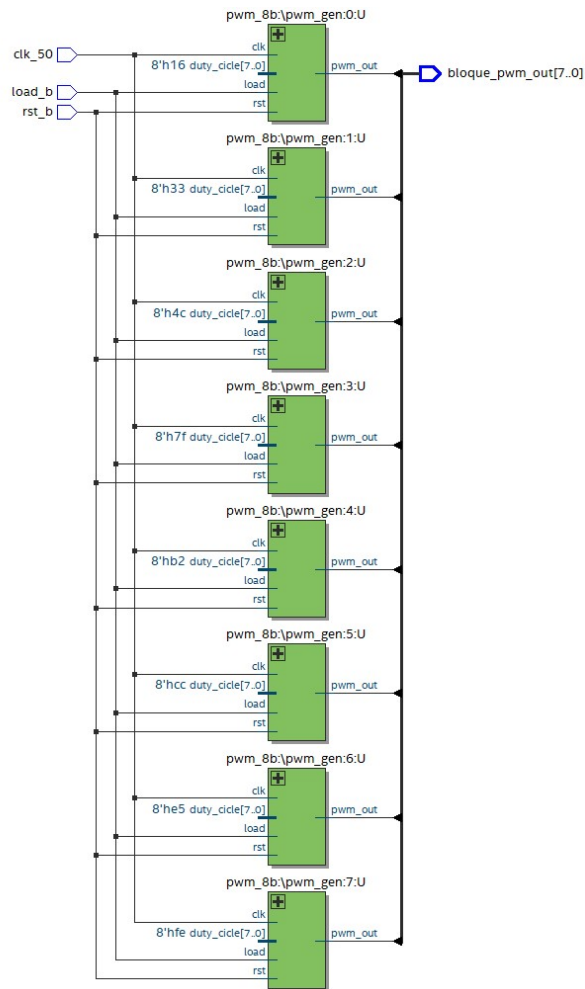 pwm_8b:\pwm_gen:0:U
clk_50
clk
8'h16 duty_cicle[7..0]
pwm_out
bloque_pwm_out[7..0]
load_b
load
rst_b
rst
pwm_8b:\pwm_gen:1:U
clk
8'h33 duty_cicle[7..0]
pwm_out
load
rst
pwm_8b:\pwm_gen:2:U
clk
8'h4c duty_cicle[7..0]
pwm_out
load
rst
pwm_8b:\pwm_gen:3:U
clk
8'h7f duty_cicle[7..0]
pwm_out
load
rst
pwm_8b:\pwm_gen:4:U
clk
8'hb2 duty_cicle[7..0]
pwm_out
load
rst
pwm_8b:\pwm_gen:5:U
clk
8'hcc duty_cicle[7..0]
pwm_out
load
rst
pwm_8b:\pwm_gen:6:U
clk
8'he5 duty_cicle[7..0]
pwm_out
load
rst
pwm_8b:\pwm_gen:7:U
clk
8'hfe duty_cicle[7..0]
pwm_out
load
rst